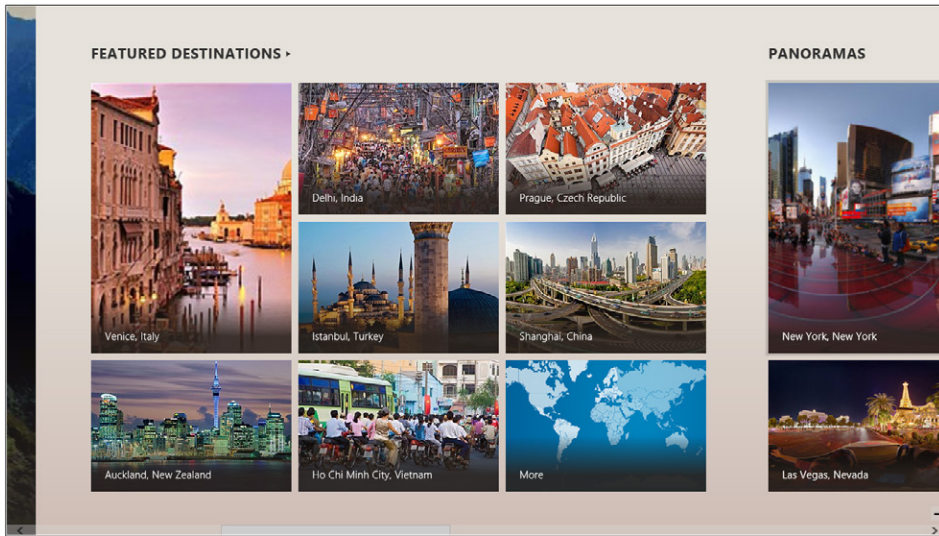 FEATURED DESTINATIONS
PANORAMAS
Venice, Italy
Delhi, India
Prague, Czech Republic
Istanbul, Turkey
Shanghai, China
Auckland, New Zealand
Ho Chi Minh City, Vietnam
More
New York, New York
Las Vegas, Nevada